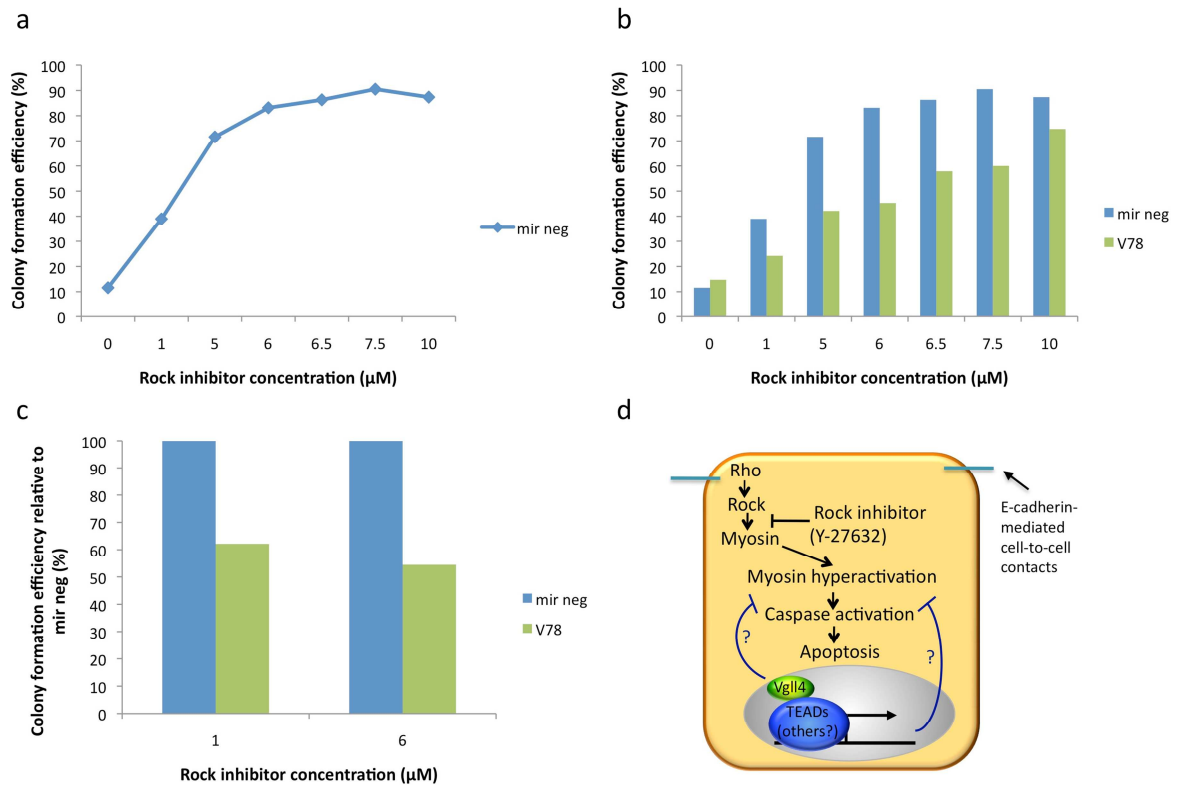 a
Colony formation efficiency (%)
100
90
80
70
60
50
40
30
20
10
0
0 1 5 6 6.5 7.5 10
Rock inhibitor concentration (µM)
mir neg
b
Colony formation efficiency (%)
100
90
80
70
60
50
40
30
20
10
0
0 1 5 6 6.5 7.5 10
Rock inhibitor concentration (µM)
mir neg
V78
c
Colony formation efficiency relative to
mir neg (%)
100
90
80
70
60
50
40
30
20
10
0
1 6
Rock inhibitor concentration (µM)
mir neg
V78
d
Rho
Rock
Myosin
Rock inhibitor
(Y-27632)
Myosin hyperactivation
Caspase activation
Apoptosis
?
?
Vgll4
TEADs
(others?)
E-cadherin-
mediated
cell-to-cell
contacts